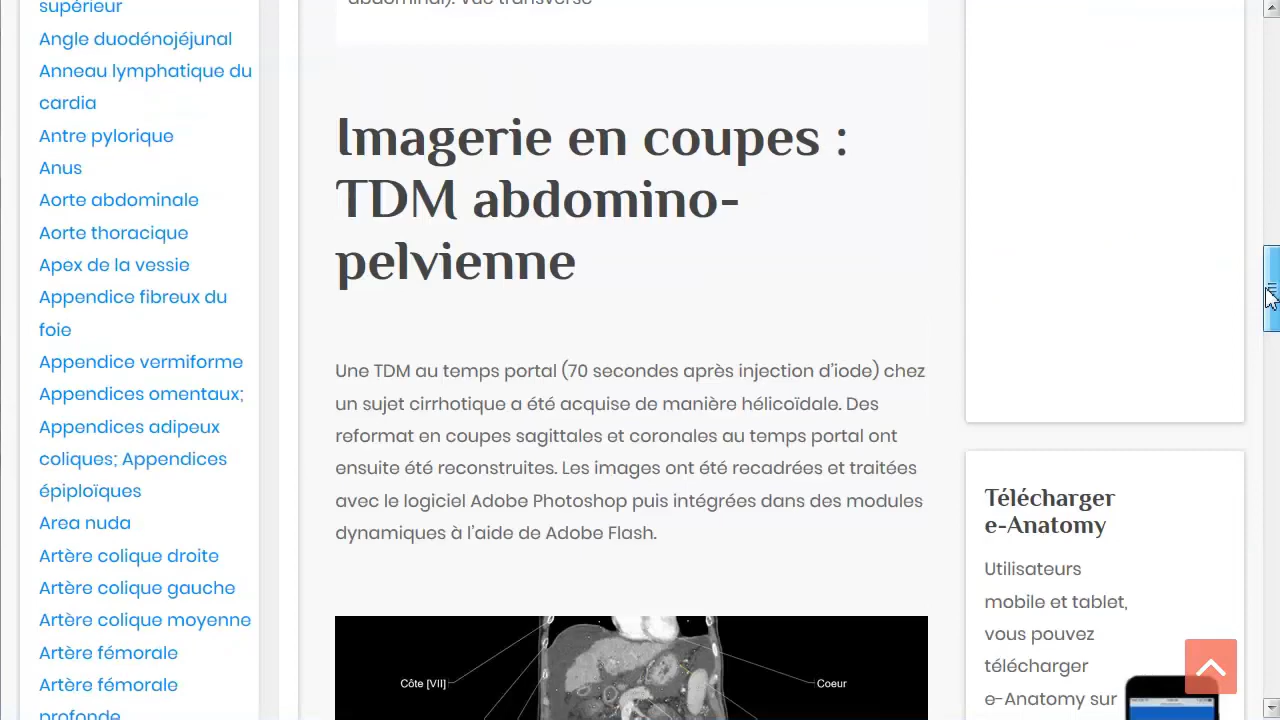 supérieur
Angle duodénojéjunal
Anneau lymphatique du
cardia
Antre pylorique
Anus
Aorte abdominale
Aorte thoracique
Apex de la vessie
Appendice fibreux du
foie
Appendice vermiforme
Appendices omentaux;
Appendices adipeux
coliques; Appendices
épiploïques
Area nuda
Artère colique droite
Artère colique gauche
Artère colique moyenne
Artère fémorale
Artère fémorale
profonde
abdominal). Vue transverse
Imagerie en coupes :
TDM abdomino-
pelvienne
Une TDM au temps portal (70 secondes après injection d'iode) chez
un sujet cirrhotique a été acquise de manière hélicoïdale. Des
reformat en coupes sagittales et coronales au temps portal ont
ensuite été reconstruites. Les images ont été recadrées et traitées
avec le logiciel Adobe Photoshop puis intégrées dans des modules
dynamiques à l'aide de Adobe Flash.
Côte [VII]
Coeur
Télécharger
e-Anatomy
Utilisateurs
mobile et tablet,
vous pouvez
télécharger
e-Anatomy sur